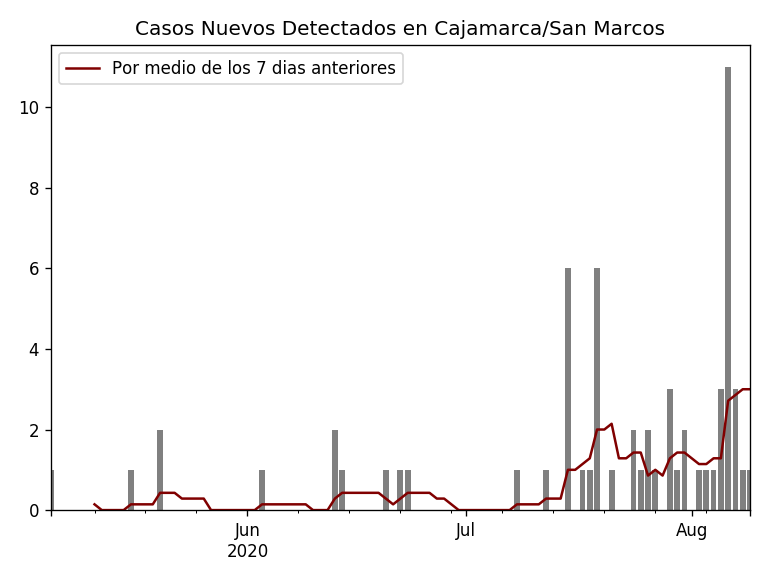 Casos Nuevos Detectados en Cajamarca/San Marcos
Por medio de los 7 dias anteriores
10
8
6
4
2
0
Jun
2020
Jul
Aug